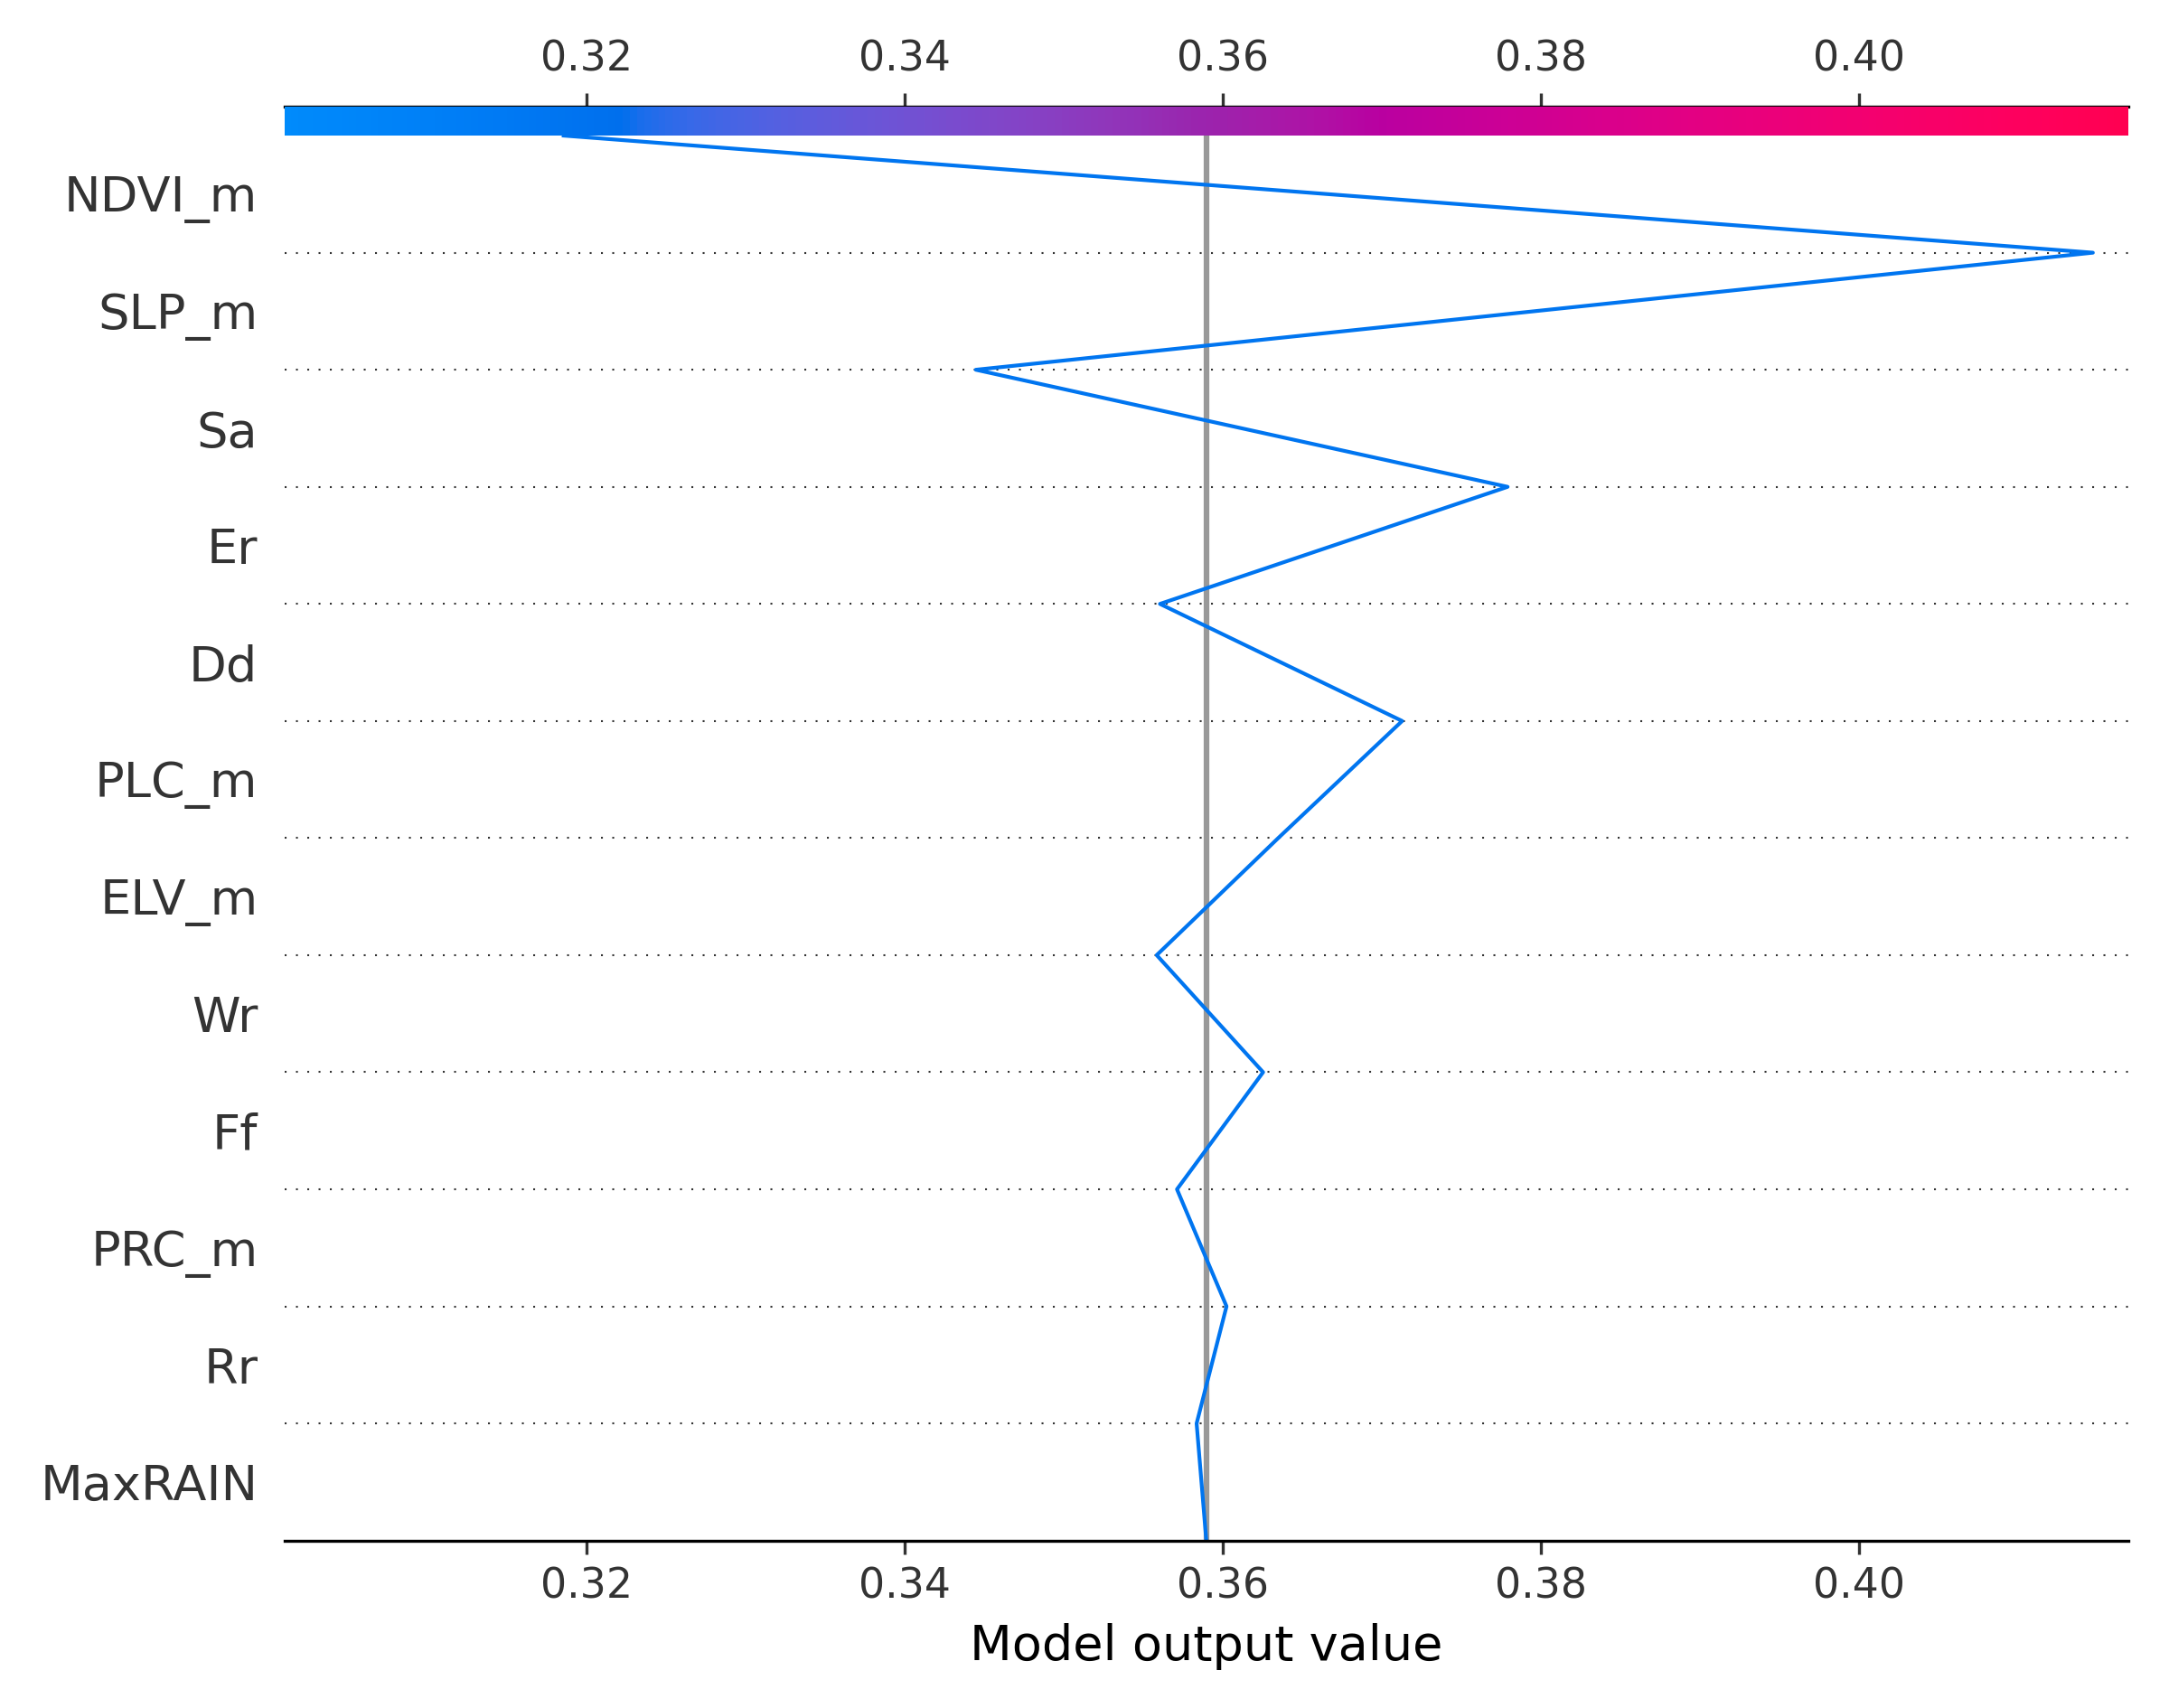 0.32 0.34 0.36 0.38 0.40
NDVI_m
SLP_m
Sa
Er
Dd
PLC_m
ELV_m
Wr
Ff
PRC_m
Rr
MaxRAIN
0.32 0.34 0.36 0.38 0.40
Model output value